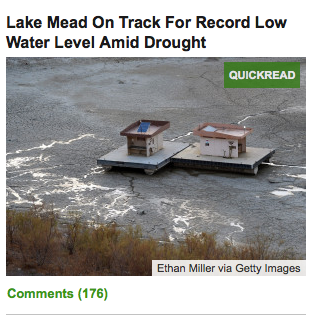 Lake Mead On Track For Record Low
Water Level Amid Drought
QUICKREAD
Ethan Miller via Getty Images
Comments (176)